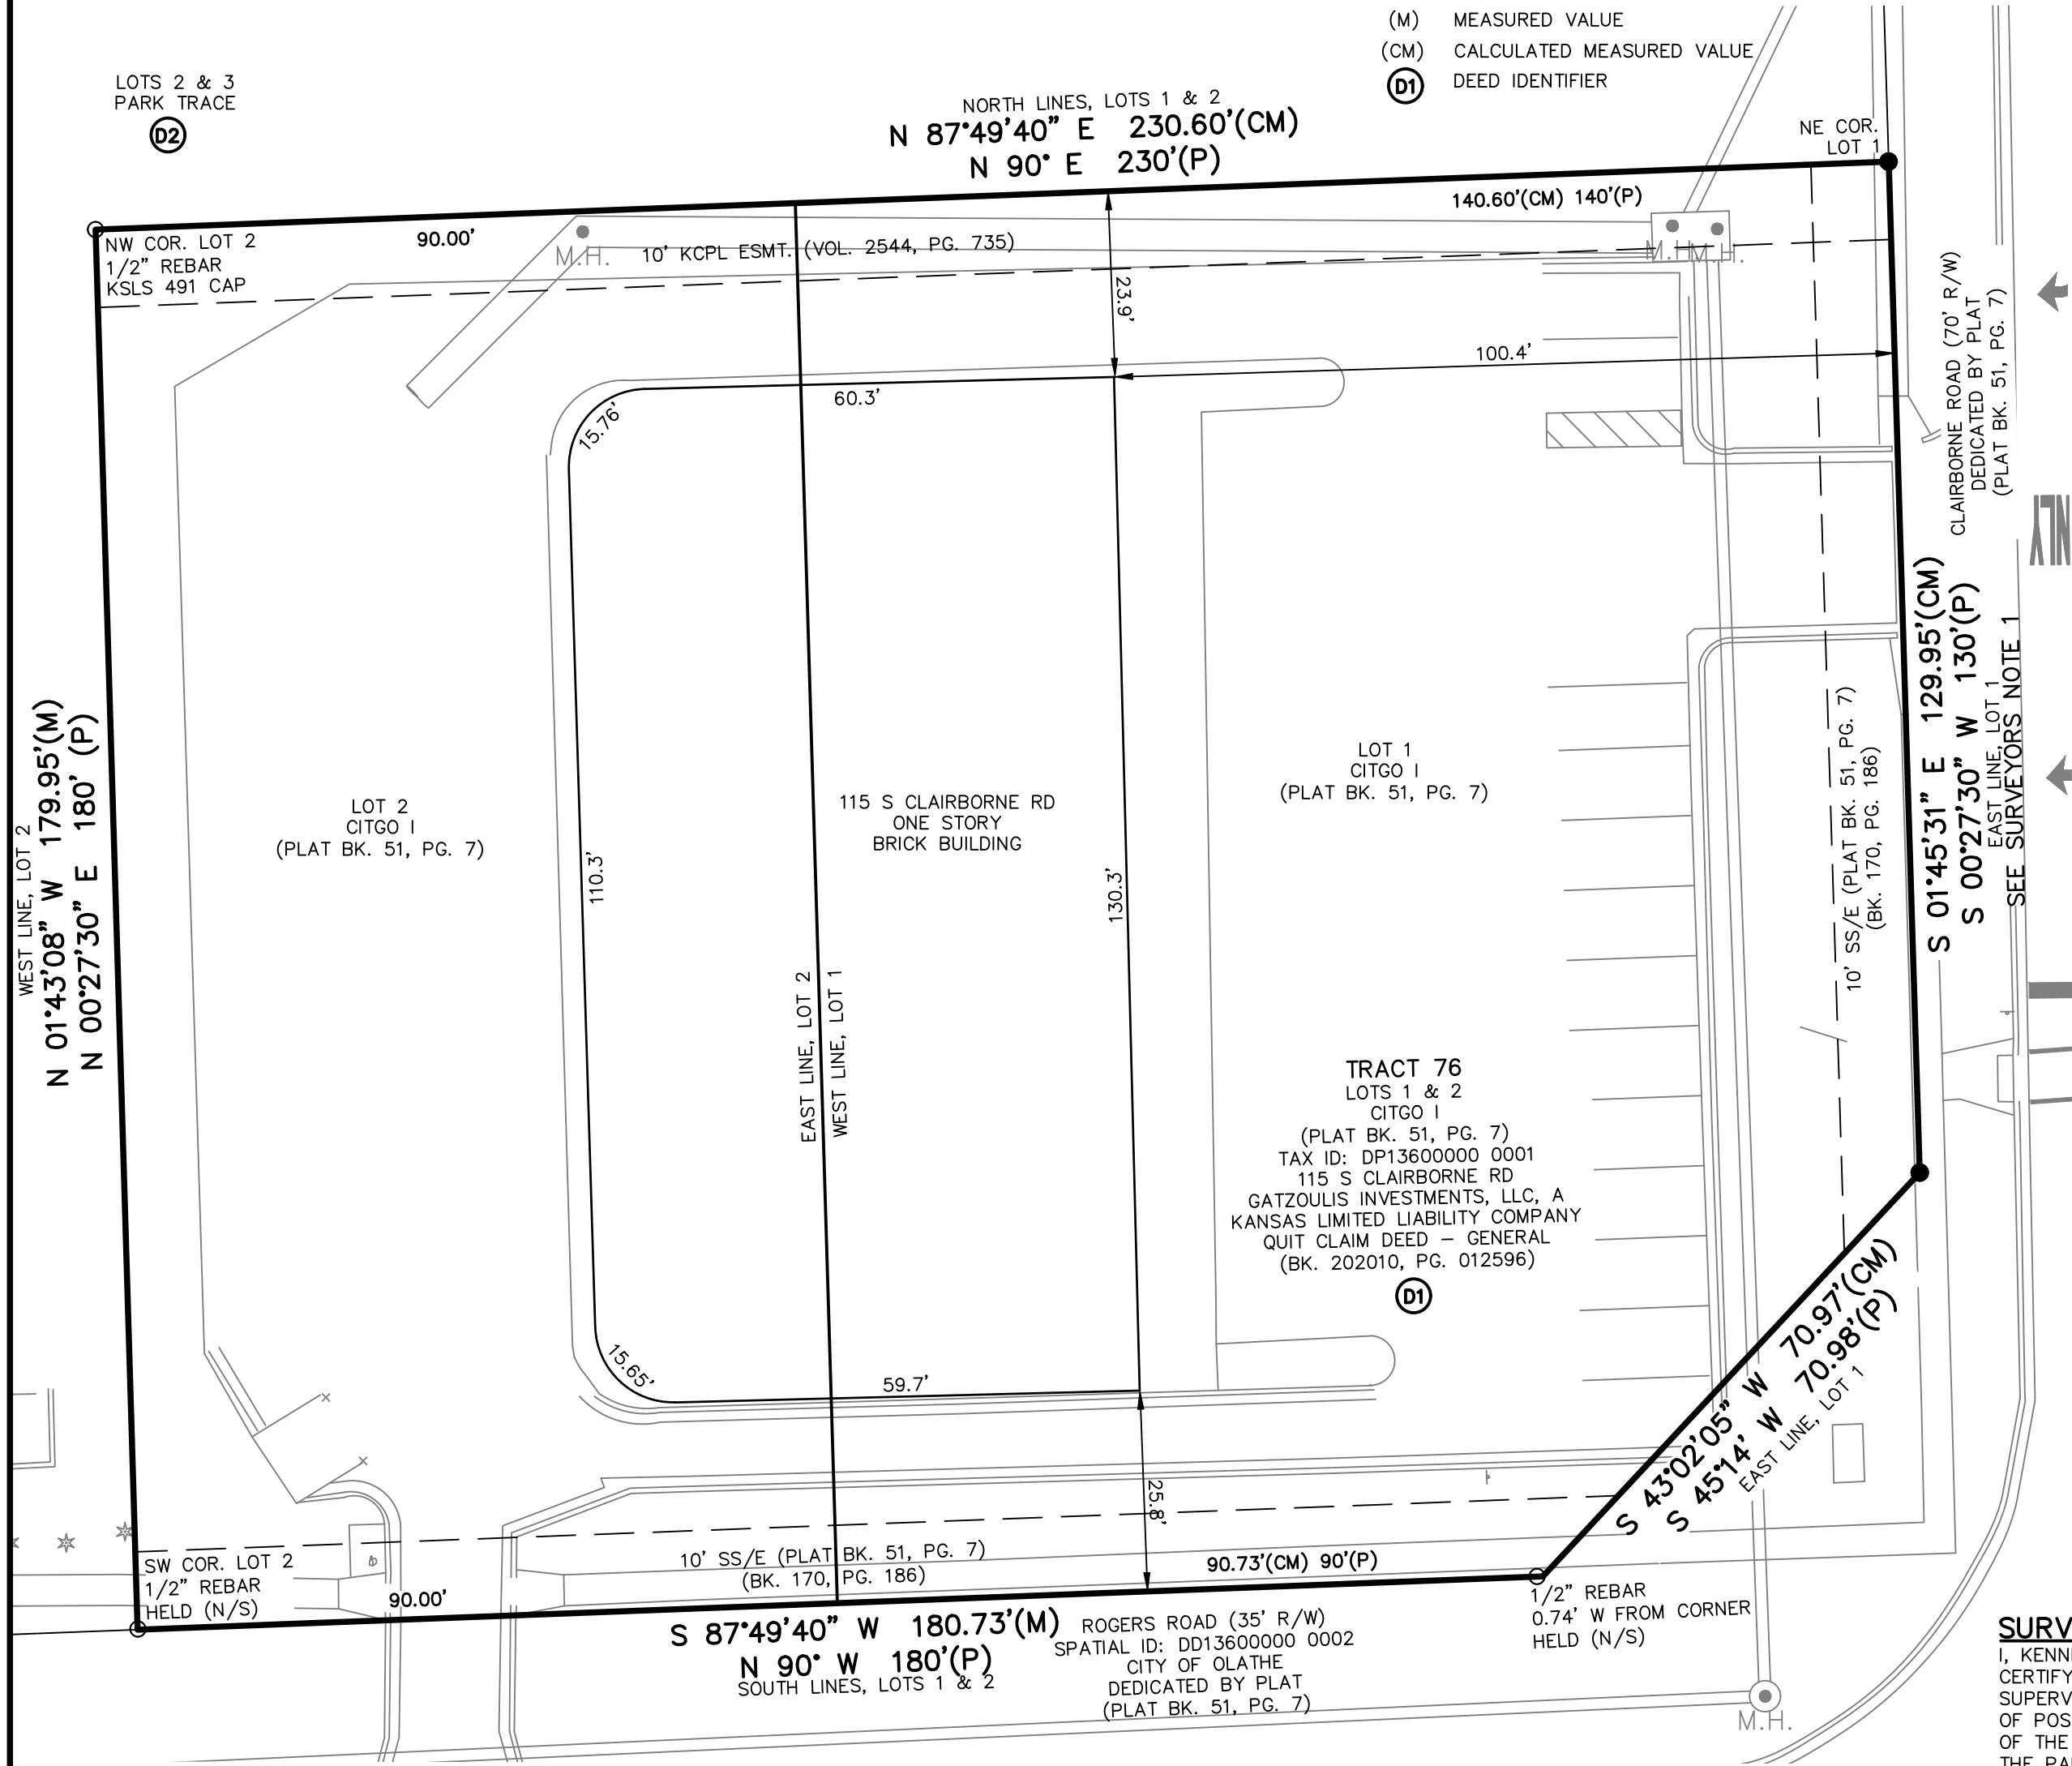 (M) MEASURED VALUE
(CM) CALCULATED MEASURED VALUE
D1 DEED IDENTIFIER
LOTS 2 & 3
PARK TRACE
D2
NORTH LINES, LOTS 1 & 2
N 87°49'40" E 230.60'(CM)
N 90° E 230'(P)
NE COR.
LOT 1
140.60'(CM) 140'(P)
NW COR. LOT 2
1/2" REBAR
KSLS 491 CAP
90.00'
M.H.
10' KCPL ESMT. (VOL. 2544, PG. 735)
M.H.
M.H.
23.9'
100.4'
60.3'
15.76'
CLAIRBORNE ROAD (70' R/W)
DEDICATED BY PLAT
(PLAT BK. 51, PG. 7)
NLY
WEST LINE, LOT 2
N 01°43'08" W 179.95'(M)
N 00°27'30" E 180' (P)
LOT 2
CITGO I
(PLAT BK. 51, PG. 7)
110.3'
115 S CLAIRBORNE RD
ONE STORY
BRICK BUILDING
130.3'
LOT 1
CITGO I
(PLAT BK. 51, PG. 7)
10' SS/E (PLAT BK. 51, PG. 7)
(BK. 170, PG. 186)
S 01°45'31" E 129.95'(CM)
S 00°27'30" W 130'(P)
EAST LINE, LOT 1
SEE SURVEYORS NOTE 1
EAST LINE, LOT 2
WEST LINE, LOT 1
TRACT 76
LOTS 1 & 2
CITGO I
(PLAT BK. 51, PG. 7)
TAX ID: DP13600000 0001
115 S CLAIRBORNE RD
GATZOULIS INVESTMENTS, LLC, A
KANSAS LIMITED LIABILITY COMPANY
QUIT CLAIM DEED – GENERAL
(BK. 202010, PG. 012596)
D1
15.65'
59.7'
25.8'
S 43°02'05" W 70.97'(CM)
S 45°14' W 70.98'(P)
EAST LINE, LOT 1
SW COR. LOT 2
1/2" REBAR
HELD (N/S)
90.00'
10' SS/E (PLAT BK. 51, PG. 7)
(BK. 170, PG. 186)
90.73'(CM) 90'(P)
1/2" REBAR
0.74' W FROM CORNER
HELD (N/S)
S 87°49'40" W 180.73'(M)
N 90° W 180'(P)
SOUTH LINES, LOTS 1 & 2
ROGERS ROAD (35' R/W)
SPATIAL ID: DD13600000 0002
CITY OF OLATHE
DEDICATED BY PLAT
(PLAT BK. 51, PG. 7)
M.H.
SURV
I, KENN
CERTIFY
SUPERV
OF POS
OF THE